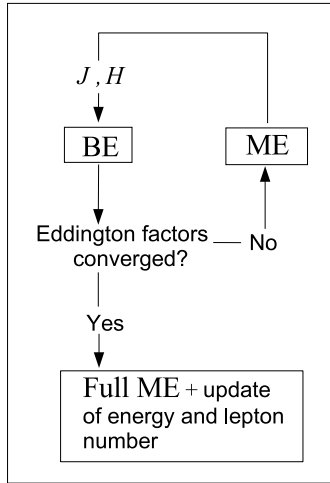 J , H
BE
ME
Eddington factors
converged?
No
Yes
Full ME + update
of energy and lepton
number